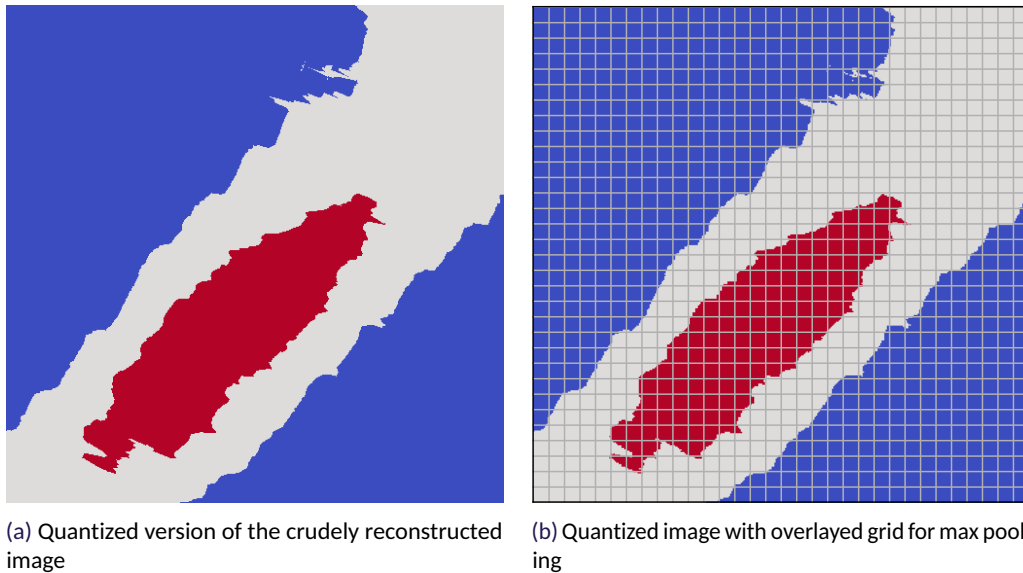 (a) Quantized version of the crudely reconstructed
image
(b) Quantized image with overlayed grid for max pool
ing